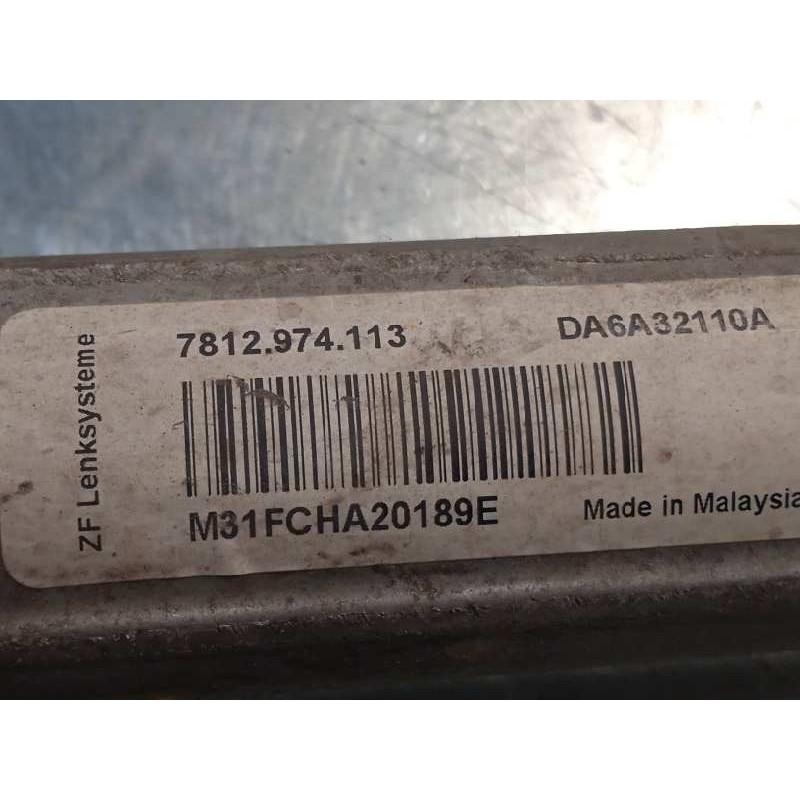 ZF Lenksysteme
7812.974.113 DA6A32110A
M31FCHA20189E Made in Malaysia